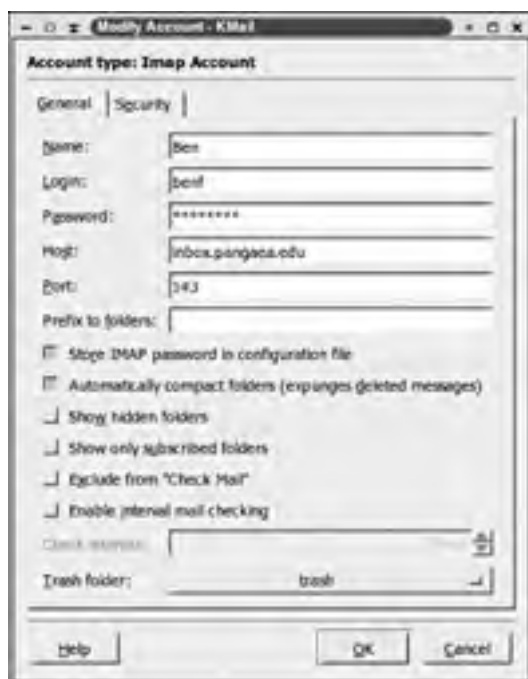 Modify Account - KMail
Account type: Imap Account
General Security
Name: Ben
Login: benf
Password: ********
Host: inbox.pangaea.edu
Port: 143
Prefix to folders:
Store IMAP password in configuration file
Automatically compact folders (expunges deleted messages)
Show hidden folders
Show only subscribed folders
Exclude from "Check Mail"
Enable interval mail checking
Check interval:
Trash folder: trash
Help OK Cancel